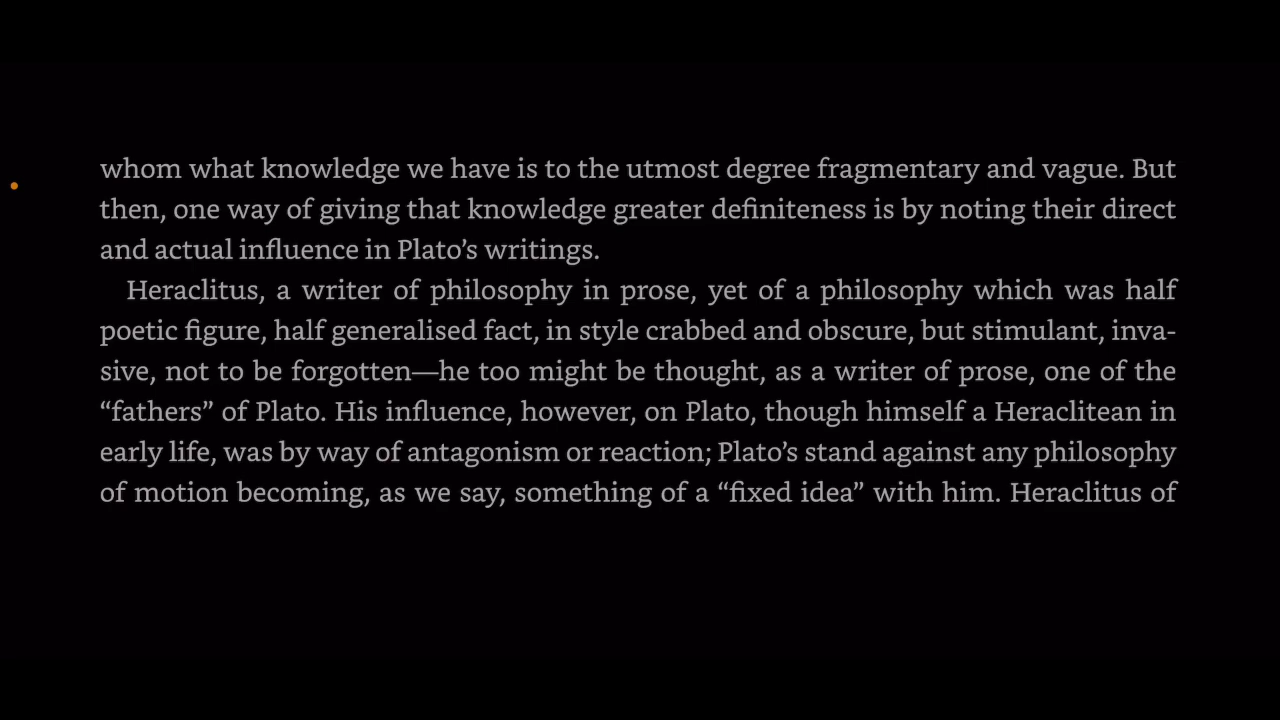 whom what knowledge we have is to the utmost degree fragmentary and vague. But
then, one way of giving that knowledge greater definiteness is by noting their direct
and actual influence in Plato’s writings.
Heraclitus, a writer of philosophy in prose, yet of a philosophy which was half
poetic figure, half generalised fact, in style crabbed and obscure, but stimulant, inva-
sive, not to be forgotten—he too might be thought, as a writer of prose, one of the
“fathers” of Plato. His influence, however, on Plato, though himself a Heraclitean in
early life, was by way of antagonism or reaction; Plato’s stand against any philosophy
of motion becoming, as we say, something of a “fixed idea” with him. Heraclitus of